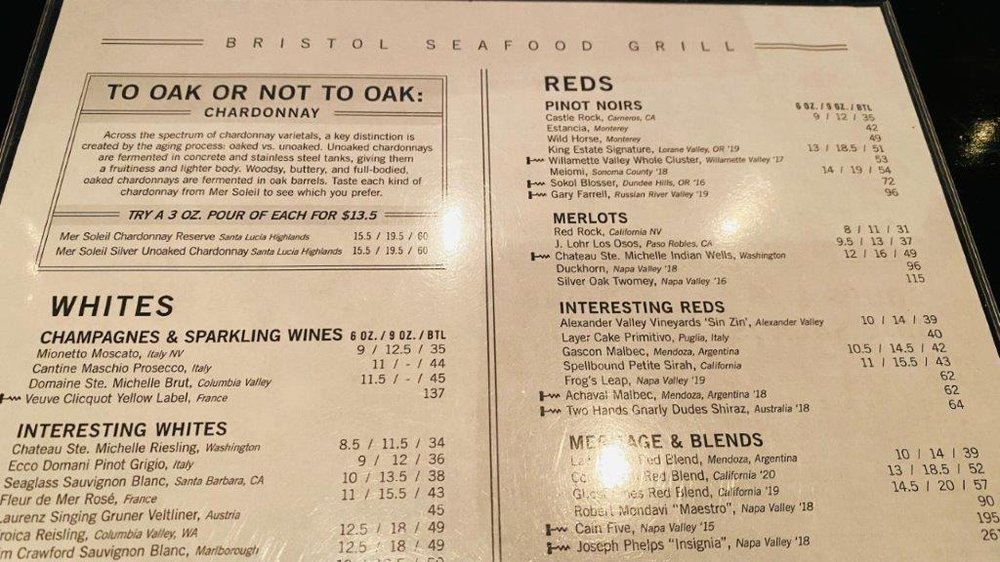 BRISTOL SEAFOOD GRILL
TO OAK OR NOT TO OAK:
CHARDONNAY
Across the spectrum of chardonnay varietals, a key distinction is
created by the aging process: oaked vs. unoaked. Unoaked chardonnays
are fermented in concrete and stainless steel tanks, giving them
a fruitiness and lighter body. Woodsy, buttery, and full-bodied,
oaked chardonnays are fermented in oak barrels. Taste each kind of
chardonnay from Mer Soleil to see which you prefer.
TRY A 3 OZ. POUR OF EACH FOR $13.5
Mer Soleil Chardonnay Reserve Santa Lucia Highlands 15.5 / 19.5 / 60
Mer Soleil Silver Unoaked Chardonnay Santa Lucia Highlands 15.5 / 19.5 / 60
WHITES
CHAMPAGNES & SPARKLING WINES 6 OZ. / 9 OZ. / BTL
Mionetto Moscato, Italy NV 9 / 12.5 / 35
Cantine Maschio Prosecco, Italy 11 / - / 44
Domaine Ste. Michelle Brut, Columbia Valley 11.5 / - / 45
Veuve Clicquot Yellow Label, France 137
INTERESTING WHITES
Chateau Ste. Michelle Riesling, Washington 8.5 / 11.5 / 34
Ecco Domani Pinot Grigio, Italy 9 / 12 / 36
Seaglass Sauvignon Blanc, Santa Barbara, CA 10 / 13.5 / 38
Fleur de Mer Rosé, France 11 / 15.5 / 43
Laurenz Singing Gruner Veltliner, Austria 45
roica Reisling, Columbia Valley, WA 12.5 / 18 / 49
m Crawford Sauvignon Blanc, Marlborough 12.5 / 18 / 49
REDS
PINOT NOIRS 6 OZ. / 9 OZ. / BTL
Castle Rock, Carneros, CA 9 / 12 / 35
Estancia, Monterey 42
Wild Horse, Monterey 49
King Estate Signature, Lorane Valley, OR '19 13 / 18.5 / 51
Willamette Valley Whole Cluster, Willamette Valley '17 53
Meiomi, Sonoma County '18 14 / 19 / 54
Sokol Blosser, Dundee Hills, OR '16 72
Gary Farrell, Russian River Valley '19 96
MERLOTS
Red Rock, California NV 8 / 11 / 31
J. Lohr Los Osos, Paso Robles, CA 9.5 / 13 / 37
Chateau Ste. Michelle Indian Wells, Washington 12 / 16 / 49
Duckhorn, Napa Valley '18 96
Silver Oak Twomey, Napa Valley '16 115
INTERESTING REDS
Alexander Valley Vineyards 'Sin Zin', Alexander Valley 10 / 14 / 39
Layer Cake Primitivo, Puglia, Italy 40
Gascon Malbec, Mendoza, Argentina 10.5 / 14.5 / 42
Spellbound Petite Sirah, California 11 / 15.5 / 43
Frog's Leap, Napa Valley '19 62
Achaval Malbec, Mendoza, Argentina '18 62
Two Hands Gnarly Dudes Shiraz, Australia '18 64
& BLENDS
Red Blend, Mendoza, Argentina 10 / 14 / 39
Red Blend, California '20 13 / 18.5 / 52
Red Blend, California '19 14.5 / 20 / 57
Robert Mondavi "Maestro", Napa Valley '18 90
Cain Five, Napa Valley '15 195
Joseph Phelps "Insignia", Napa Valley '18 267